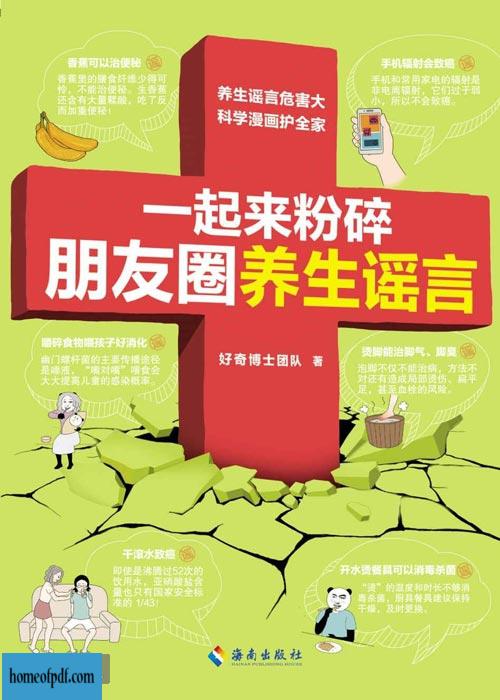 香蕉可以治便秘
谣
香蕉里的膳食纤维少得可
怜，不能治便秘。生香蕉
还含有大量鞣酸，吃了反
而加重便秘！
手机辐射会致癌
谣
手机和常用家电的辐射是
非电离辐射，它们过于弱
小，所以不会致癌。
养生谣言危害大
科学漫画护全家
一起来粉碎
朋友圈养生谣言
好奇博士团队 著
嚼碎食物喂孩子好消化
谣
幽门螺杆菌的主要传播途径
是唾液，“嘴对嘴”喂食会
大大提高儿童的感染概率。
烫脚能治脚气、脚臭
谣
泡脚不仅不能治病，方法不
对还有造成局部烫伤、扁平
足，甚至血栓的风险。
千滚水致癌
谣
即使是沸腾过52次的
饮用水，亚硝酸盐含
量也只有国家安全标
准的 1/43！
开水烫餐具可以消毒杀菌
谣
“烫”的温度和时长不够消
毒杀菌，厨具餐具建议保持
干燥，及时更换。
海南出版社
HAINAN PUBLISHING HOUSE
homeofpdf.com